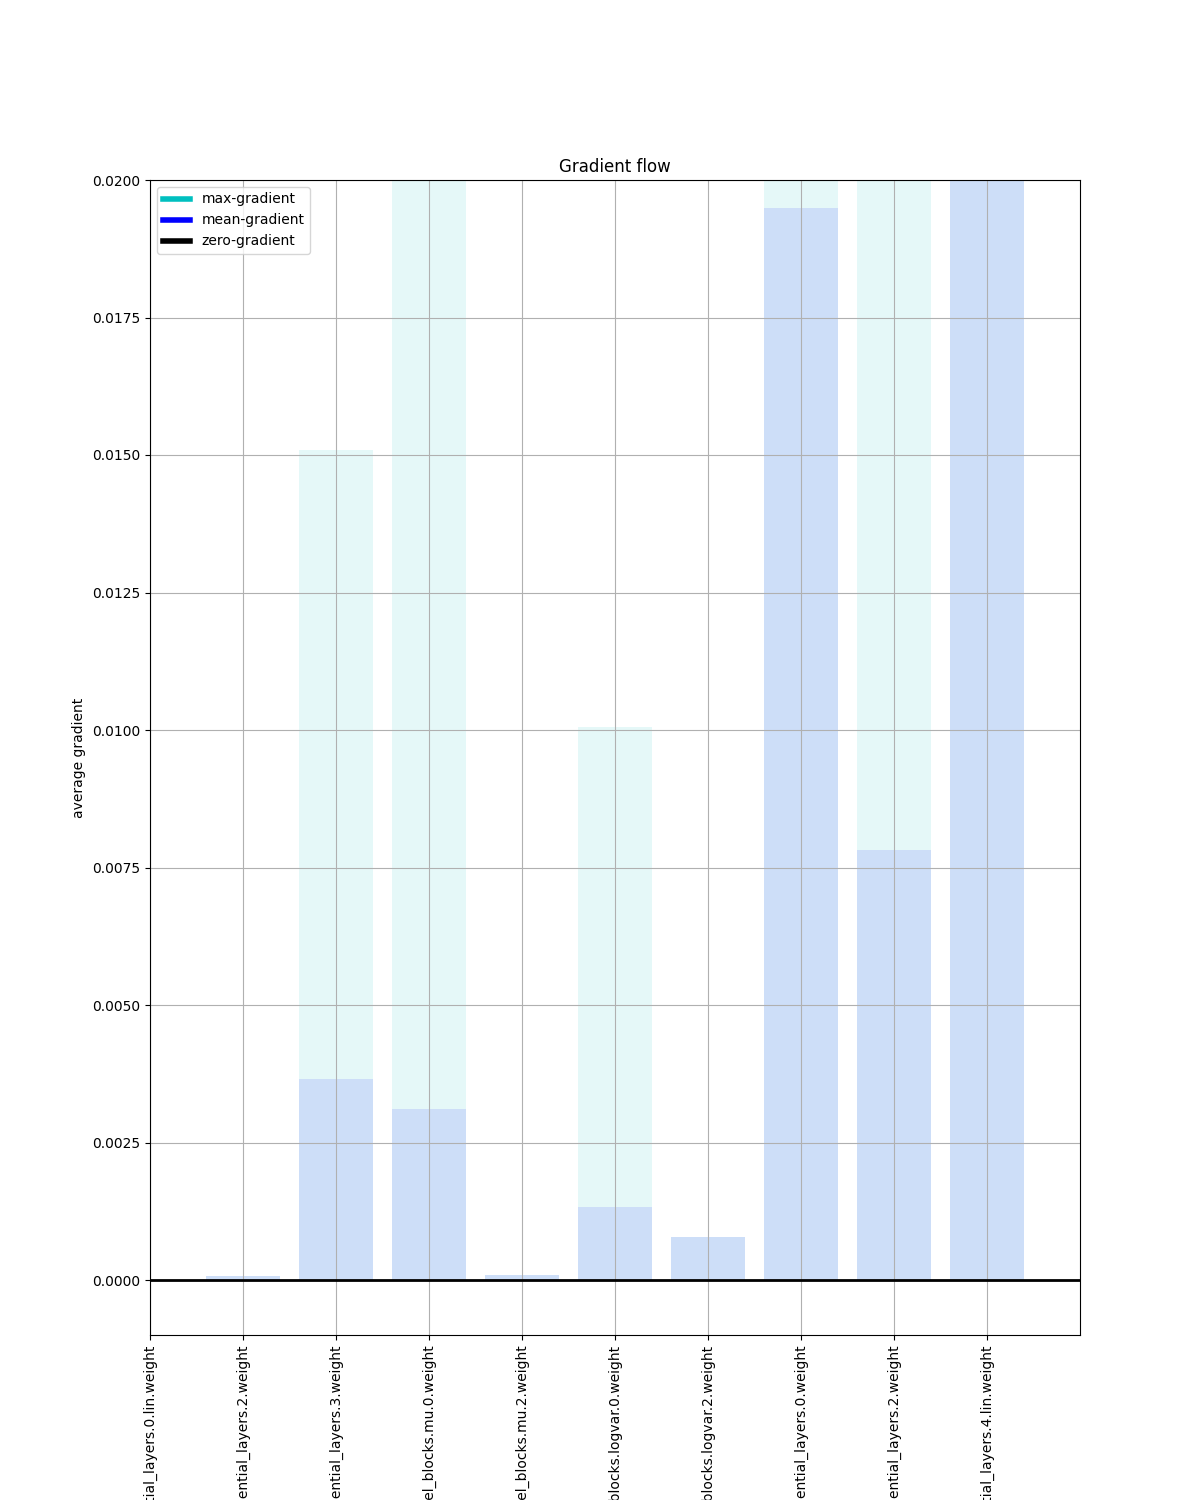 Gradient flow
max-gradient
mean-gradient
zero-gradient
0.0200
0.0175
0.0150
0.0125
0.0100
0.0075
0.0050
0.0025
0.0000
average gradient
tial_layers.0.lin.weight
ential_layers.2.weight
ential_layers.3.weight
el_blocks.mu.0.weight
el_blocks.mu.2.weight
blocks.logvar.0.weight
blocks.logvar.2.weight
ential_layers.0.weight
ential_layers.2.weight
tial_layers.4.lin.weight